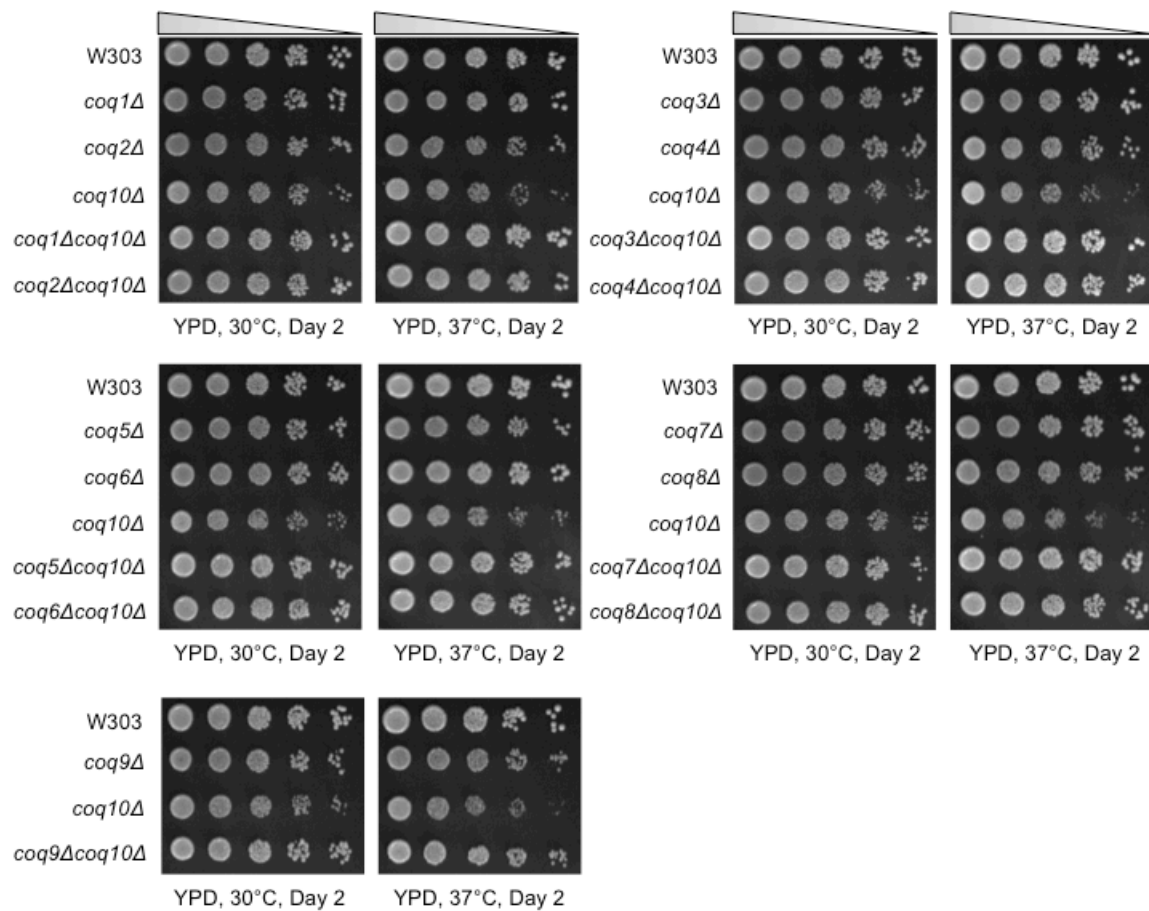 W303
coq1Δ
coq2Δ
coq10Δ
coq1Δcoq10Δ
coq2Δcoq10Δ
YPD, 30°C, Day 2
YPD, 37°C, Day 2
W303
coq3Δ
coq4Δ
coq10Δ
coq3Δcoq10Δ
coq4Δcoq10Δ
YPD, 30°C, Day 2
YPD, 37°C, Day 2
W303
coq5Δ
coq6Δ
coq10Δ
coq5Δcoq10Δ
coq6Δcoq10Δ
YPD, 30°C, Day 2
YPD, 37°C, Day 2
W303
coq7Δ
coq8Δ
coq10Δ
coq7Δcoq10Δ
coq8Δcoq10Δ
YPD, 30°C, Day 2
YPD, 37°C, Day 2
W303
coq9Δ
coq10Δ
coq9Δcoq10Δ
YPD, 30°C, Day 2
YPD, 37°C, Day 2